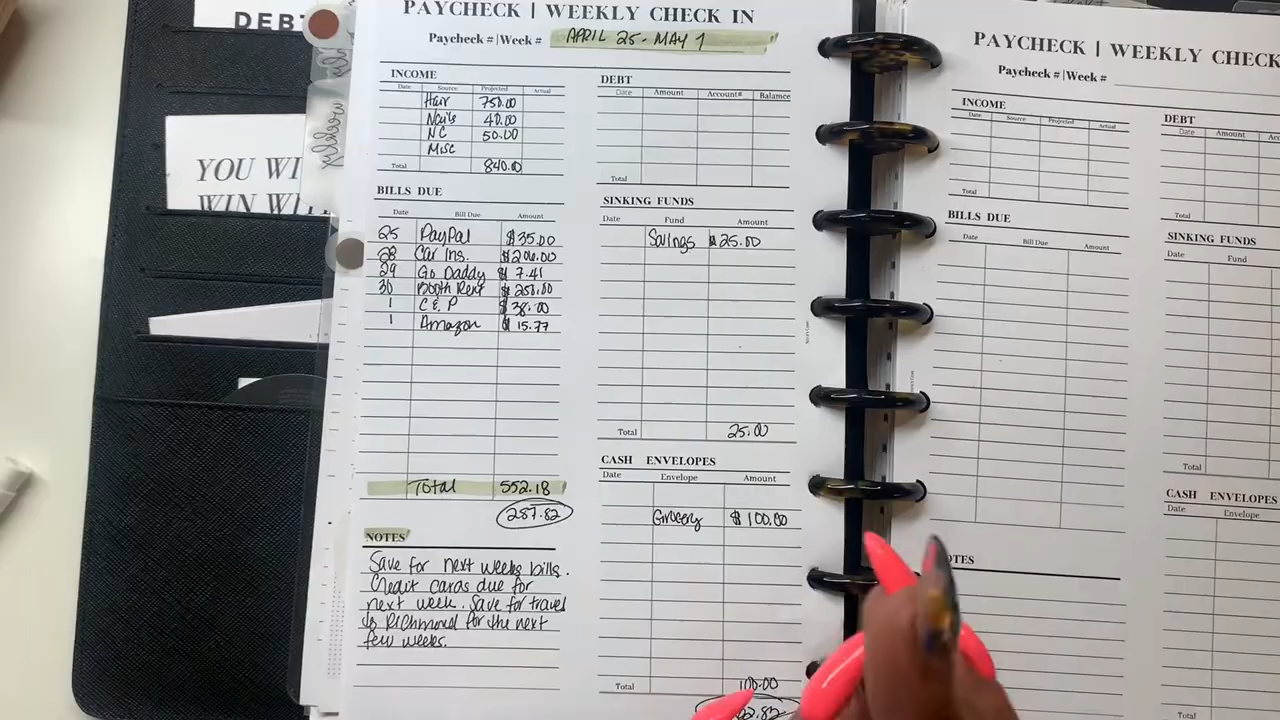 DEBT
YOU WI
WIN WI
PAYCHECK | WEEKLY CHECK IN
Paycheck # |Week # APRIL 25 - MAY 1
INCOME
Date Source Projected Actual
Hair 750.00
Nails 40.00
NC 50.00
Misc
Total 840.00
BILLS DUE
Date Bill Due Amount
25 PayPal $35.00
28 Car Ins. $206.00
29 Go Daddy $7.41
30 Booth Rent $250.00
1 C & P $38.00
1 Amazon $15.77
Total 552.18
287.82
NOTES
Save for next weeks bills.
Credit cards due for
next week. Save for travel
to Richmond for the next
few weeks.
DEBT
Date Amount Account# Balance
Total
SINKING FUNDS
Date Fund Amount
Savings $25.00
Total 25.00
CASH ENVELOPES
Date Envelope Amount
Grocery $100.00
Total 100.00
PAYCHECK | WEEKLY CHECK
Paycheck # |Week #
INCOME
Date Source Projected Actual
Total
BILLS DUE
Date Bill Due Amount
NOTES
DEBT
Date Amount
Total
SINKING FUNDS
Date Fund
Total
CASH ENVELOPES
Date Envelope
Total